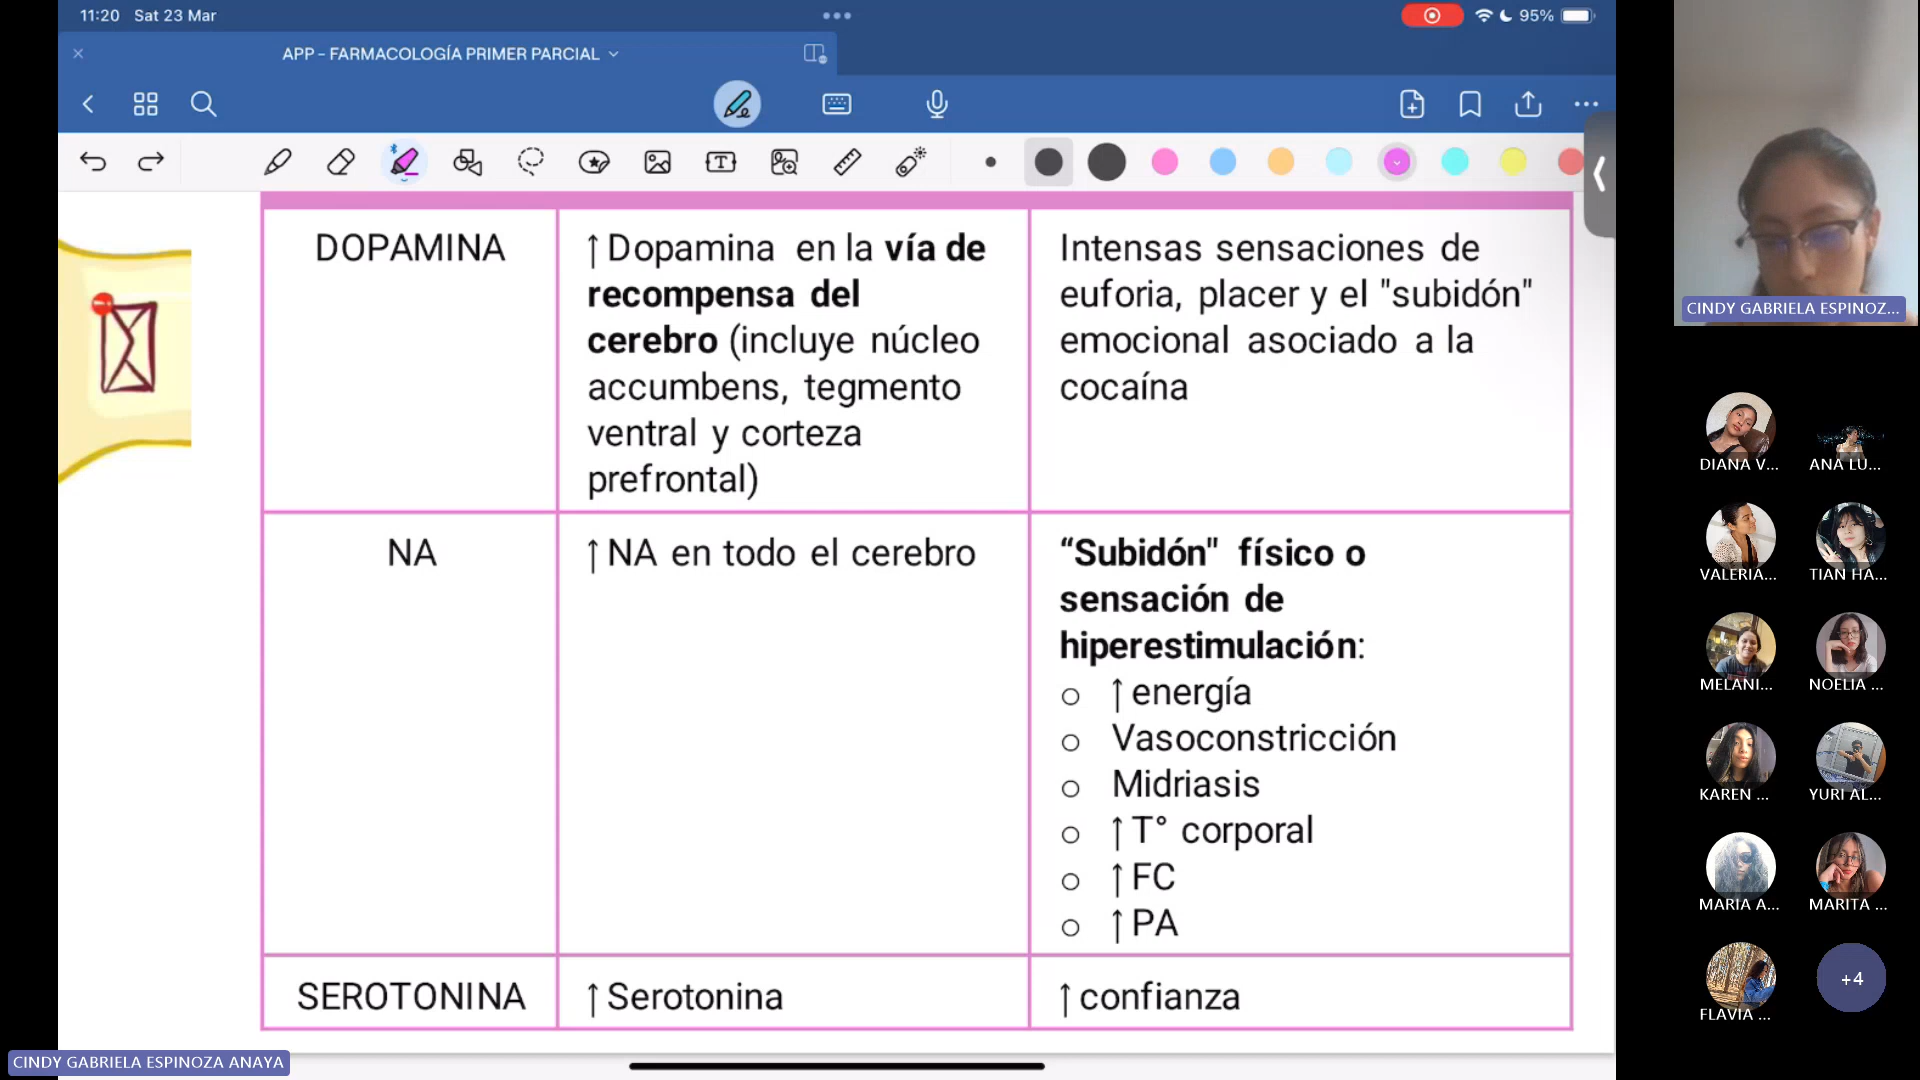 11:20 Sat 23 Mar
95%
APP - FARMACOLOGÍA PRIMER PARCIAL
DOPAMINA
↑ Dopamina en la vía de
recompensa del
cerebro (incluye núcleo
accumbens, tegmento
ventral y corteza
prefrontal)
Intensas sensaciones de
euforia, placer y el "subidón"
emocional asociado a la
cocaína
NA
↑ NA en todo el cerebro
“Subidón" físico o
sensación de
hiperestimulación:
○ ↑ energía
○ Vasoconstricción
○ Midriasis
○ ↑ T° corporal
○ ↑ FC
○ ↑ PA
SEROTONINA
↑ Serotonina
↑ confianza
CINDY GABRIELA ESPINOZA ANAYA
CINDY GABRIELA ESPINOZ...
DIANA V...
ANA LU...
VALERIA...
TIAN HA...
MELANI...
NOELIA ...
KAREN ...
YURI AL...
MARIA A...
MARITA ...
FLAVIA ...
+4